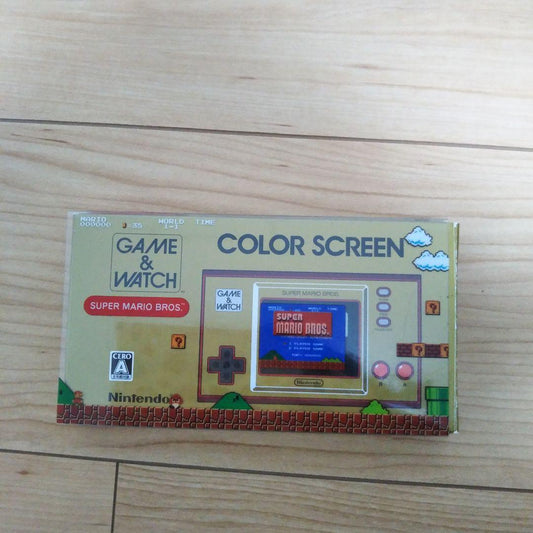 MARIO WORLD TIME
000000 35 1-1
GAME
&
WATCH
COLOR SCREEN
SUPER MARIO BROS.™
GAME
&
WATCH
SUPER MARIO BROS.
SUPER
MARIO BROS.
1 PLAYER GAME
2 PLAYER GAME
Nintendo
B A
CERO
A
Nintendo